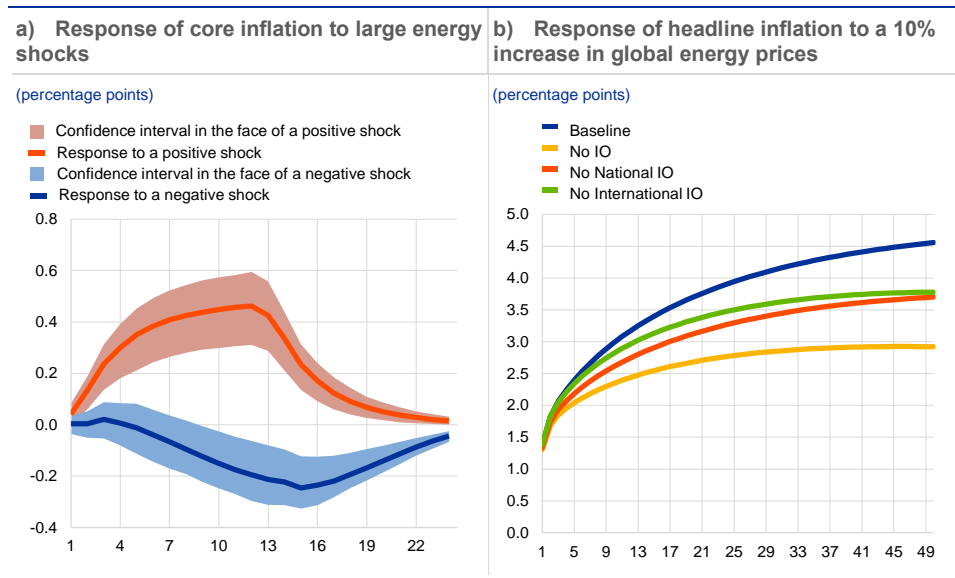 a) Response of core inflation to large energy
shocks
(percentage points)
Confidence interval in the face of a positive shock
Response to a positive shock
Confidence interval in the face of a negative shock
Response to a negative shock
0.8
0.6
0.4
0.2
0.0
-0.2
-0.4
1 4 7 10 13 16 19 22
b) Response of headline inflation to a 10%
increase in global energy prices
(percentage points)
Baseline
No IO
No National IO
No International IO
5.0
4.5
4.0
3.5
3.0
2.5
2.0
1.5
1.0
0.5
0.0
1 5 9 13 17 21 25 29 33 37 41 45 49